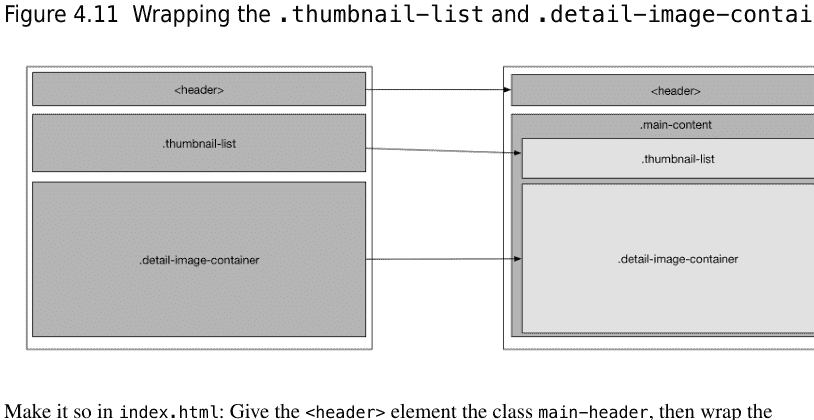 Figure 4.11 Wrapping the .thumbnail-list and .detail-image-contai
<header>
<header>
.main-content
.thumbnail-list
.thumbnail-list
.detail-image-container
.detail-image-container
Make it so in index.html: Give the <header> element the class main-header, then wrap the